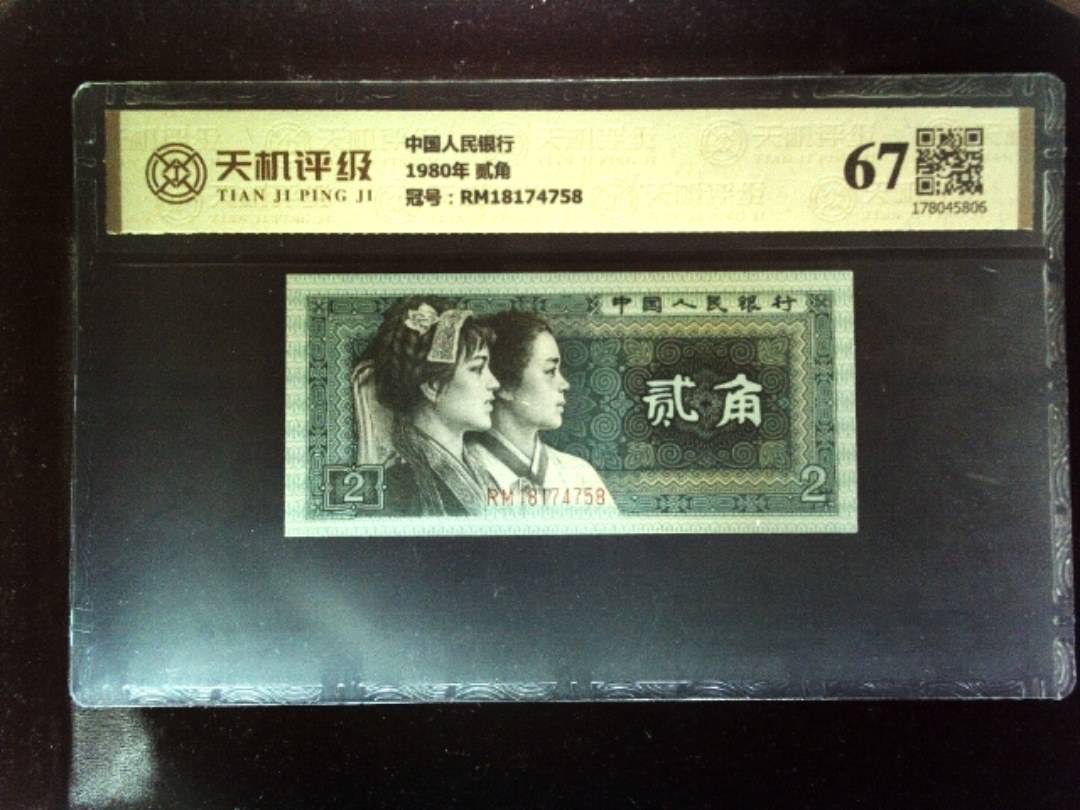 天机评级
TIAN JI PING JI
中国人民银行
1980年 贰角
冠号：RM18174758
67
178045806
中国人民银行
贰角
2
RM18174758
2